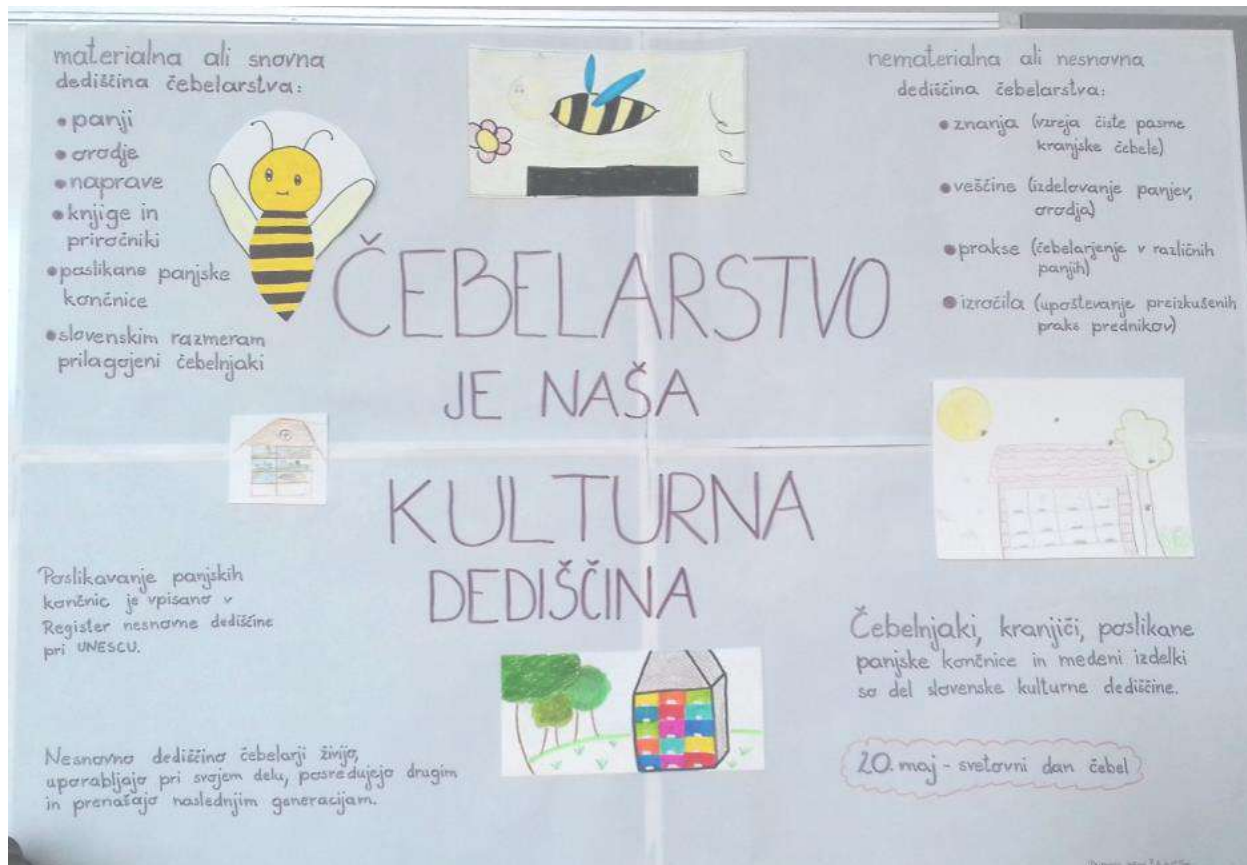 materialna ali snovna
dediščina čebelarstva:
• panji
• orodje
• naprave
• knjige in
priročniki
• poslikane panjske
končnice
• slovenskim razmeram
prilagojeni čebelnjaki
nematerialna ali nesnovna
dediščina čebelarstva:
• znanja (vzreja čiste pasme
kranjske čebele)
• veščine (izdelovanje panjev,
orodja)
• prakse (čebelarjenje v različnih
panjih)
• izročila (upoštevanje preizkušenih
praks prednikov)
ČEBELARSTVO
JE NAŠA
KULTURNA
DEDIŠČINA
Poslikavanje panjskih
končnic je vpisano v
Register nesnovne dediščine
pri UNESCU.
Nesnovno dediščino čebelarji živijo,
uporabljajo pri svojem delu, posredujejo drugim
in prenašajo naslednjim generacijam.
Čebelnjaki, kranjiči, poslikane
panjske končnice in medeni izdelki
so del slovenske kulturne dediščine.
20. maj - svetovni dan čebel